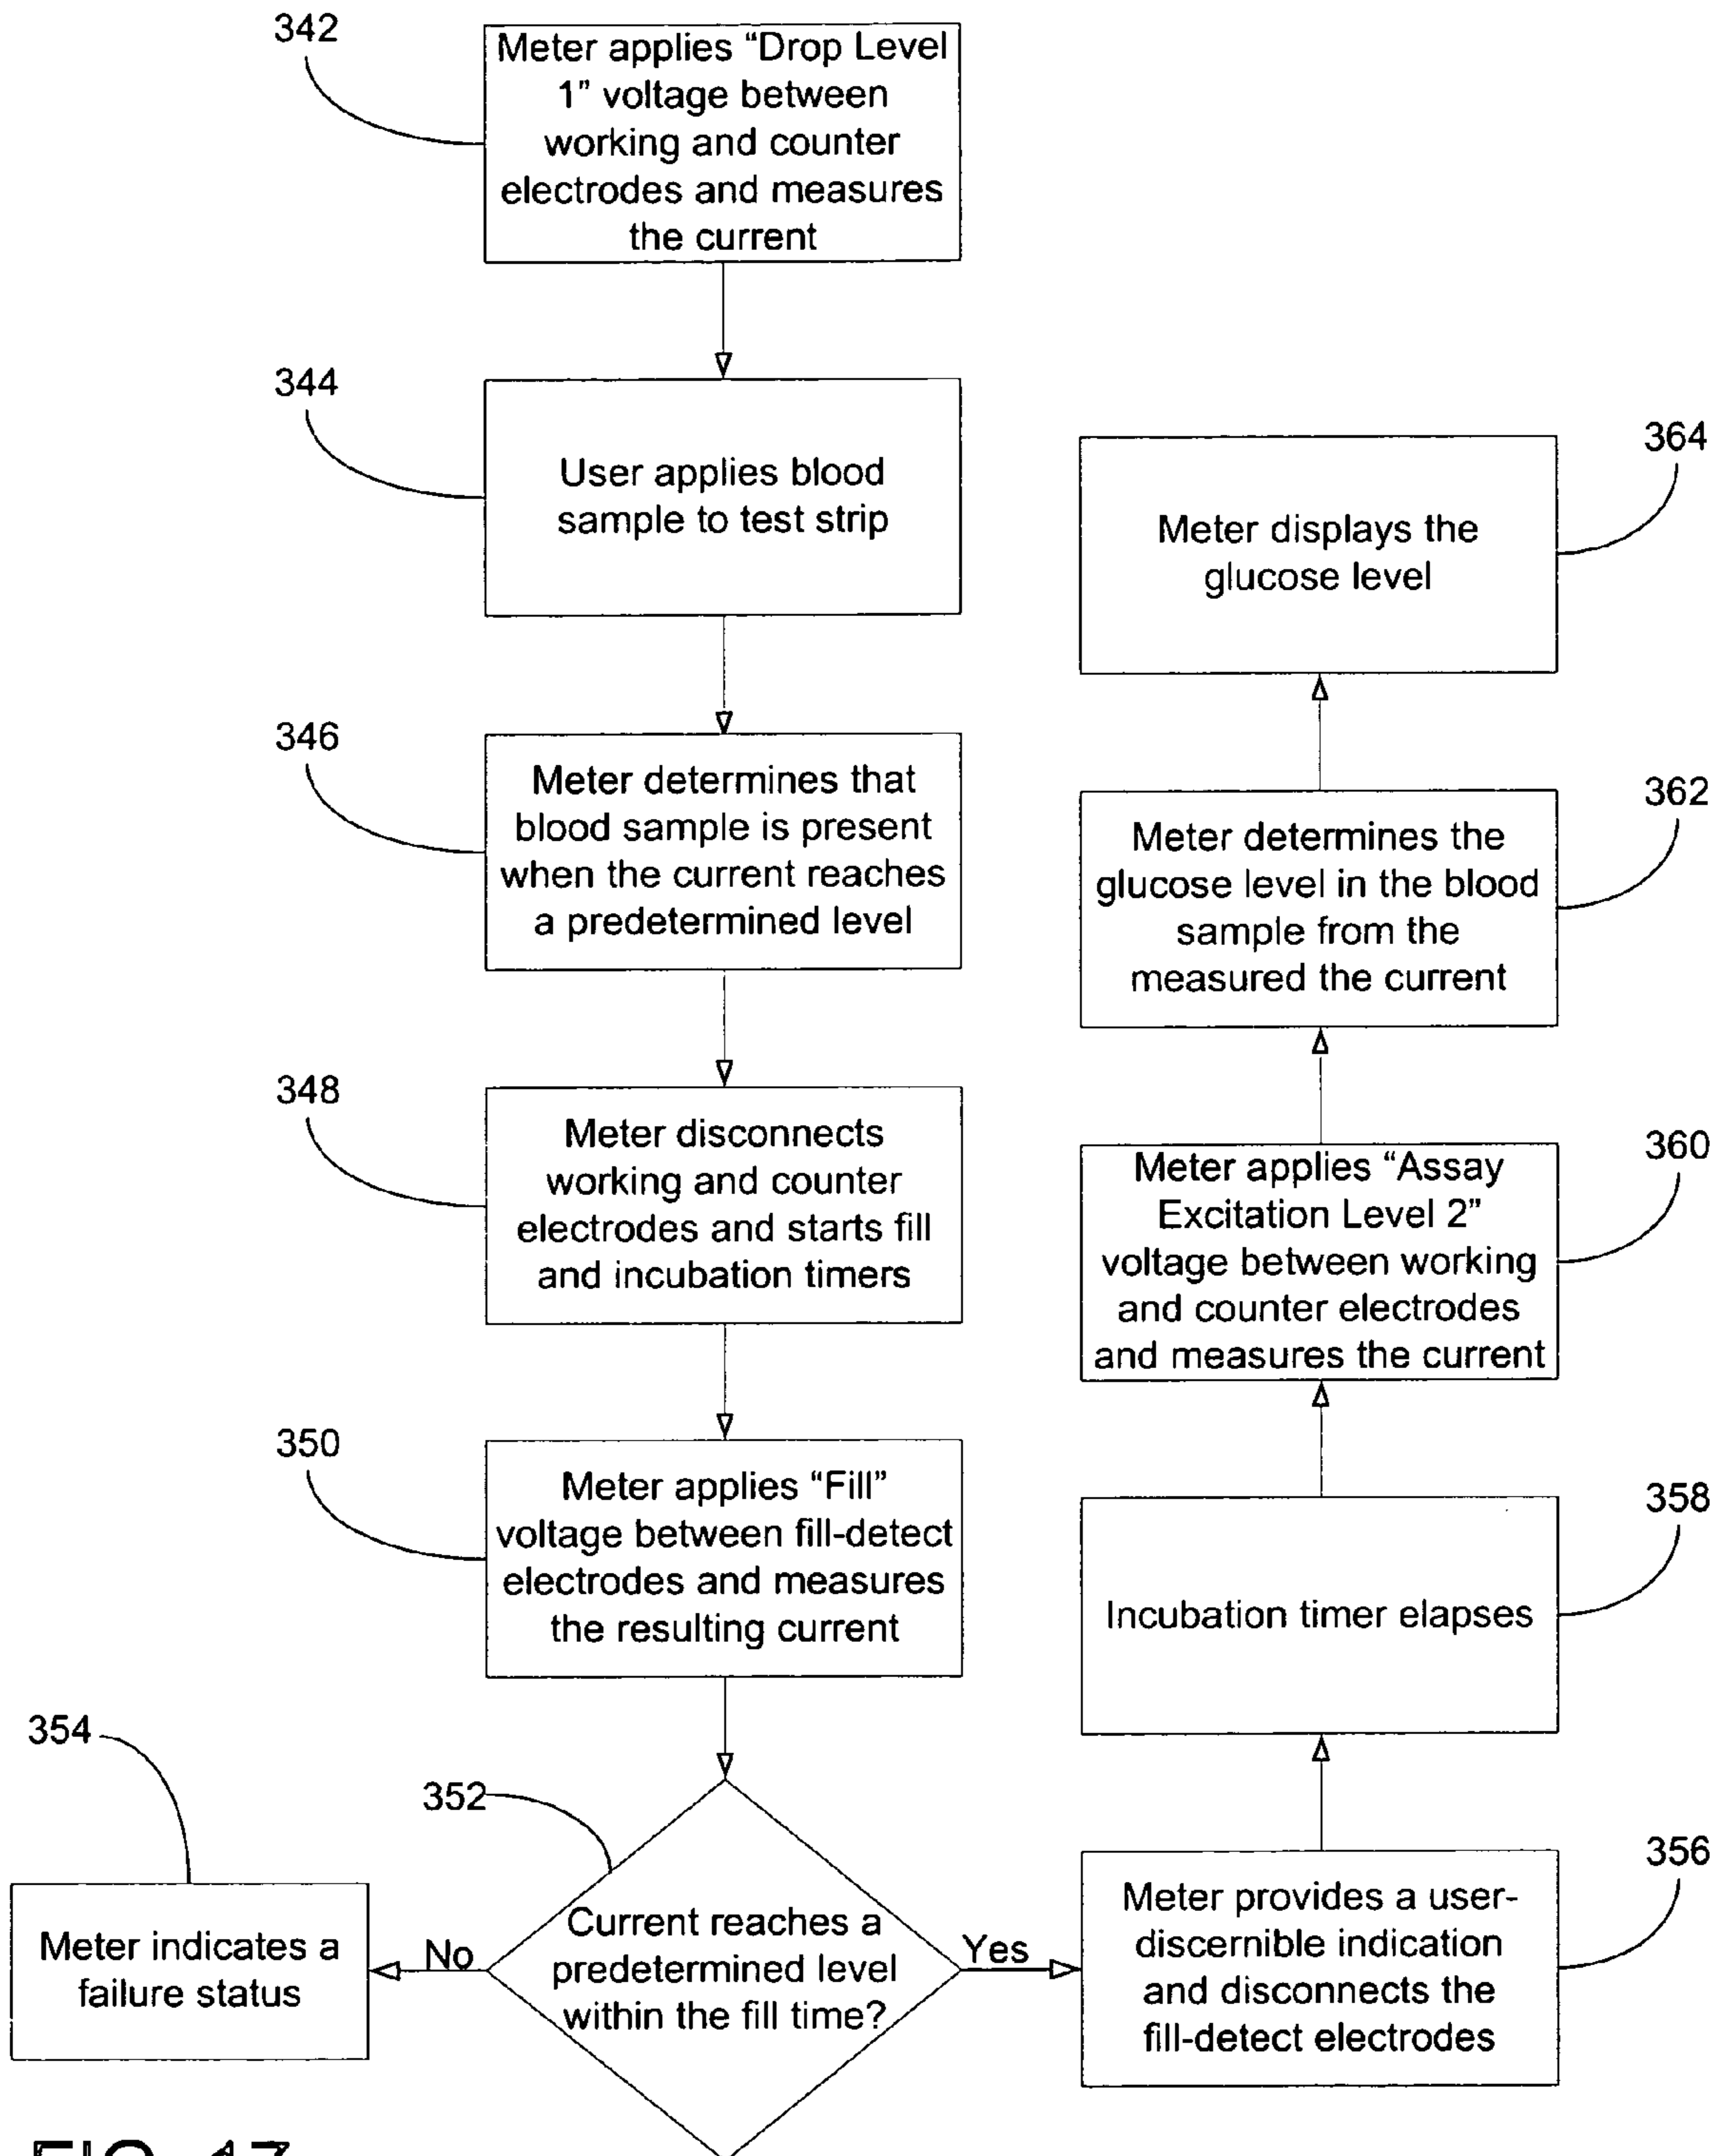 342
Meter applies “Drop Level
1” voltage between
working and counter
electrodes and measures
the current
344
User applies blood
sample to test strip
346
Meter determines that
blood sample is present
when the current reaches
a predetermined level
348
Meter disconnects
working and counter
electrodes and starts fill
and incubation timers
350
Meter applies “Fill”
voltage between fill-detect
electrodes and measures
the resulting current
352
Current reaches a
predetermined level
within the fill time?
No
354
Meter indicates a
failure status
Yes
356
Meter provides a user-
discernible indication
and disconnects the
fill-detect electrodes
358
Incubation timer elapses
360
Meter applies “Assay
Excitation Level 2”
voltage between working
and counter electrodes
and measures the current
362
Meter determines the
glucose level in the blood
sample from the
measured the current
364
Meter displays the
glucose level
FIG. 17